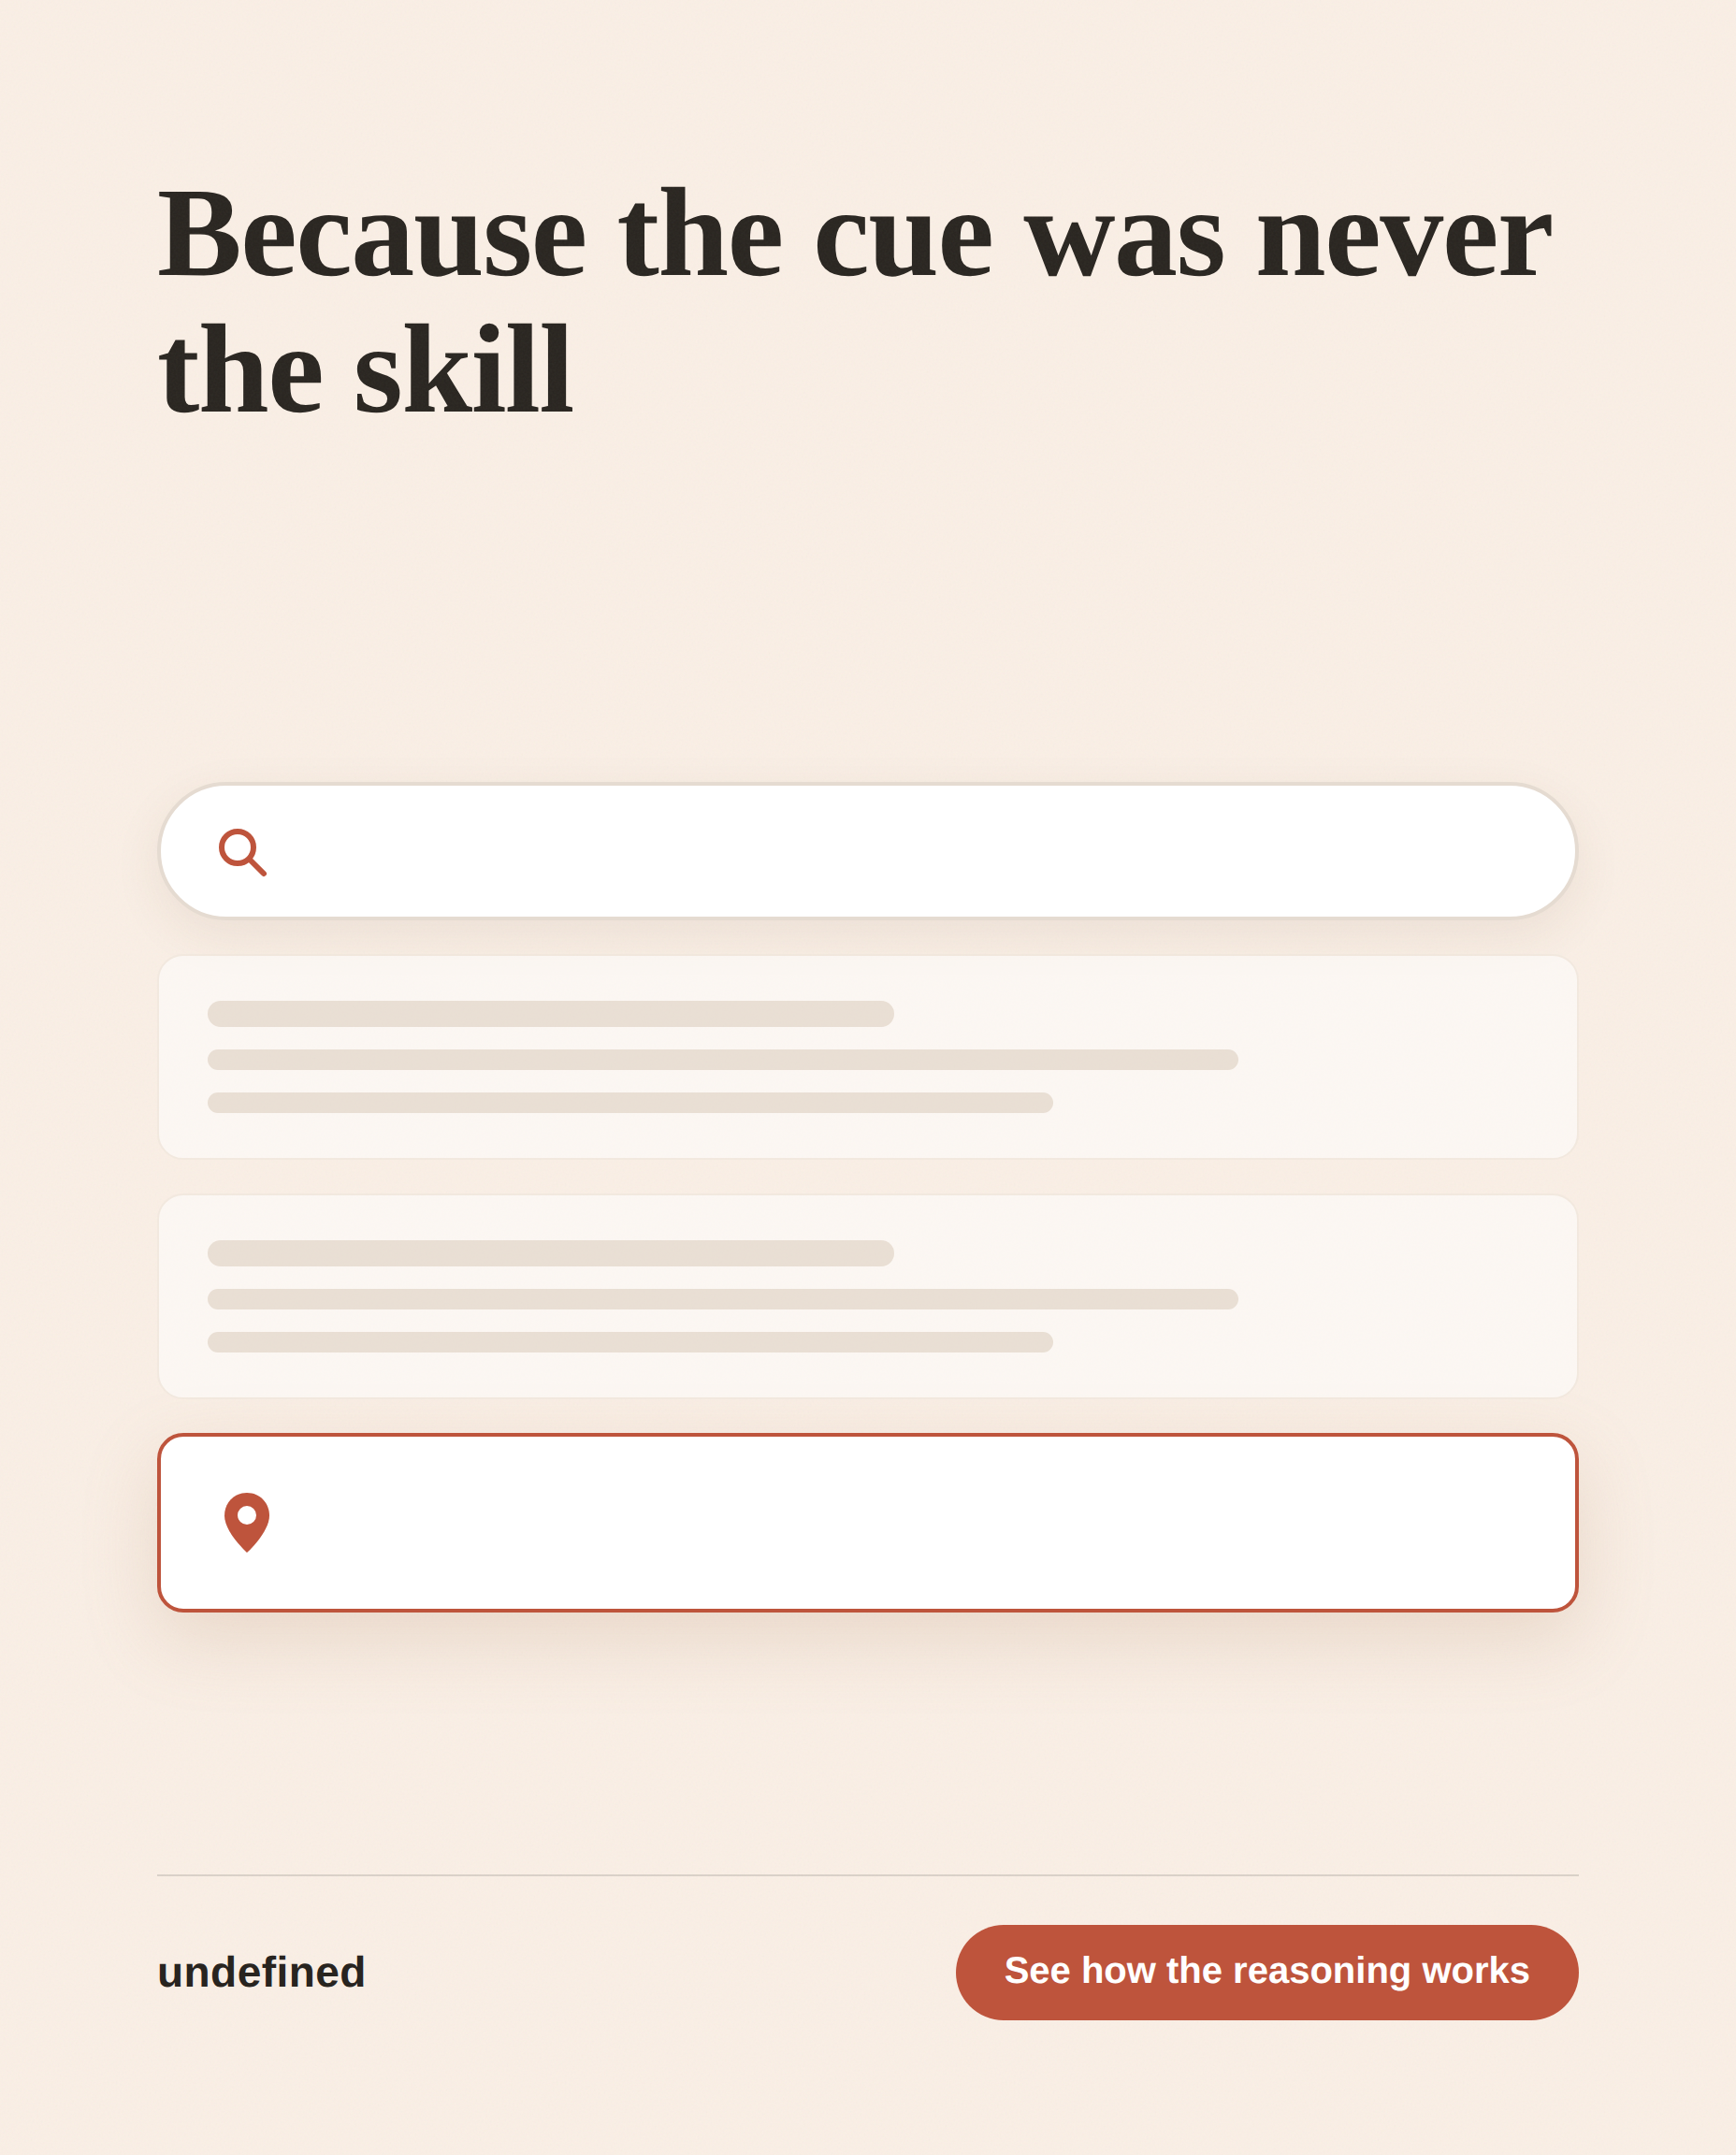 Because the cue was never
the skill
undefined
See how the reasoning works